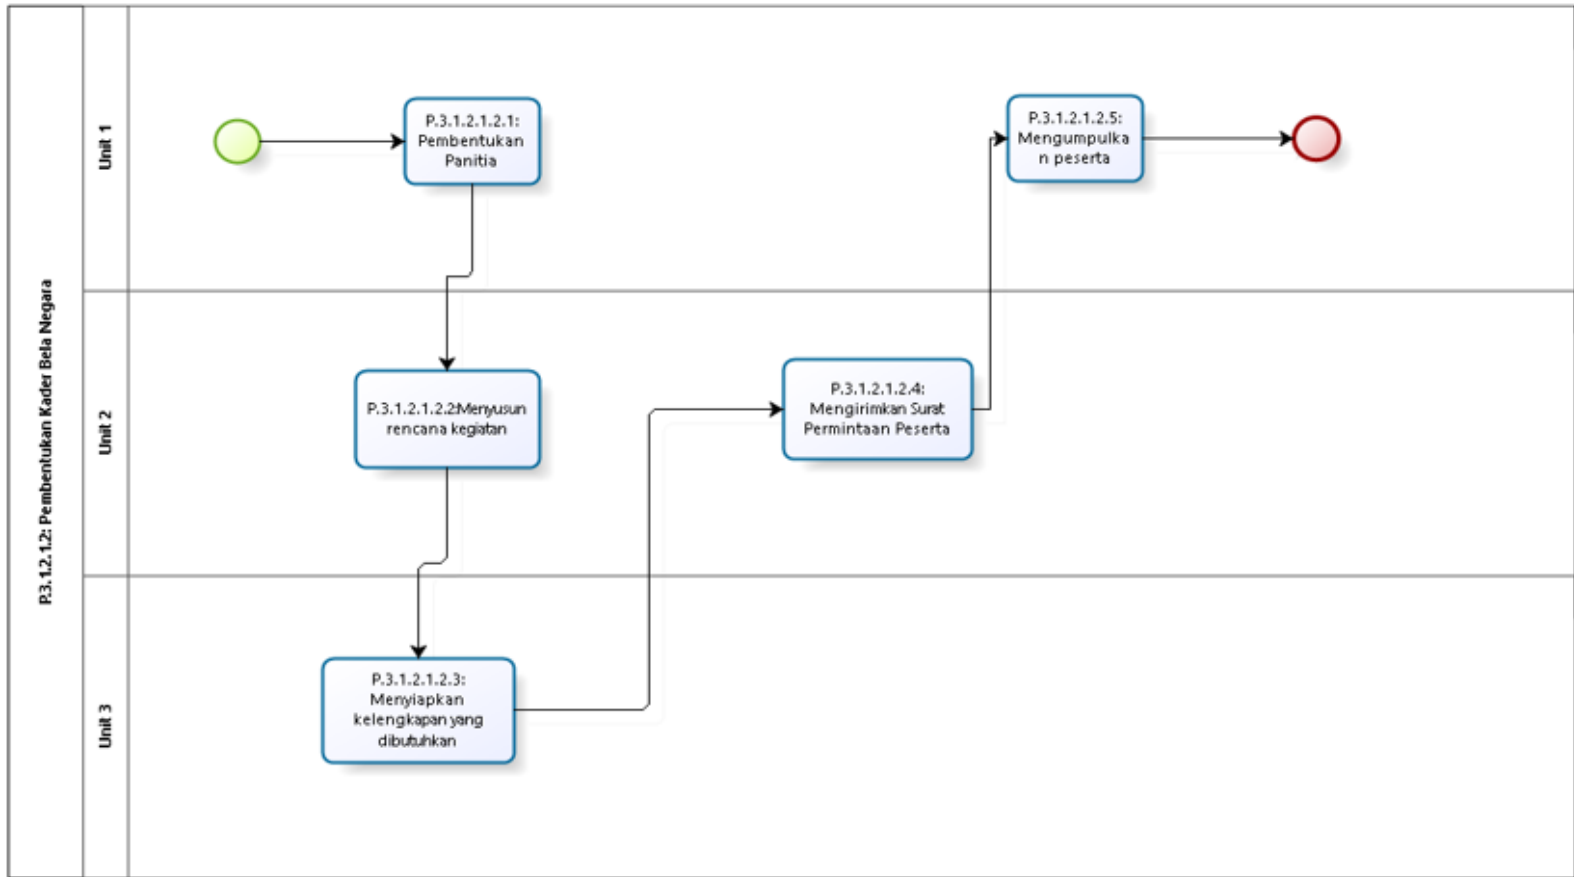 P.3.1.2.1.2: Pembentukan Kader Bela Negara
Unit 1
P.3.1.2.1.2.1:
Pembentukan
Panitia
P.3.1.2.1.2.5:
Mengumpulka
n peserta
Unit 2
P.3.1.2.1.2.2:Menyusun
rencana kegiatan
P.3.1.2.1.2.4:
Mengirimkan Surat
Permintaan Peserta
Unit 3
P.3.1.2.1.2.3:
Menyiapkan
kelengkapan yang
dibutuhkan